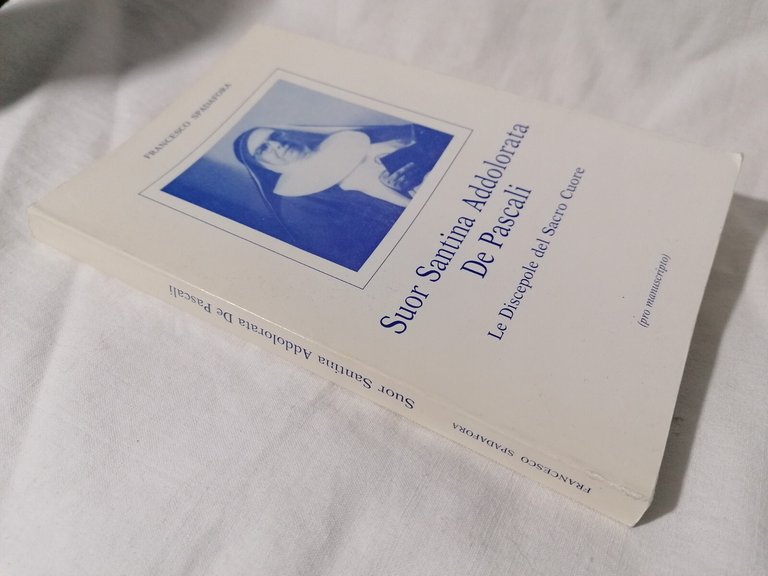 FRANCESCO SPADAFORA
Suor Santina Addolorata
De Pascali
Le Discepole del Sacro Cuore
(pro manuscripto)
Suor Santina Addolorata De Pascali
FRANCESCO SPADAFORA